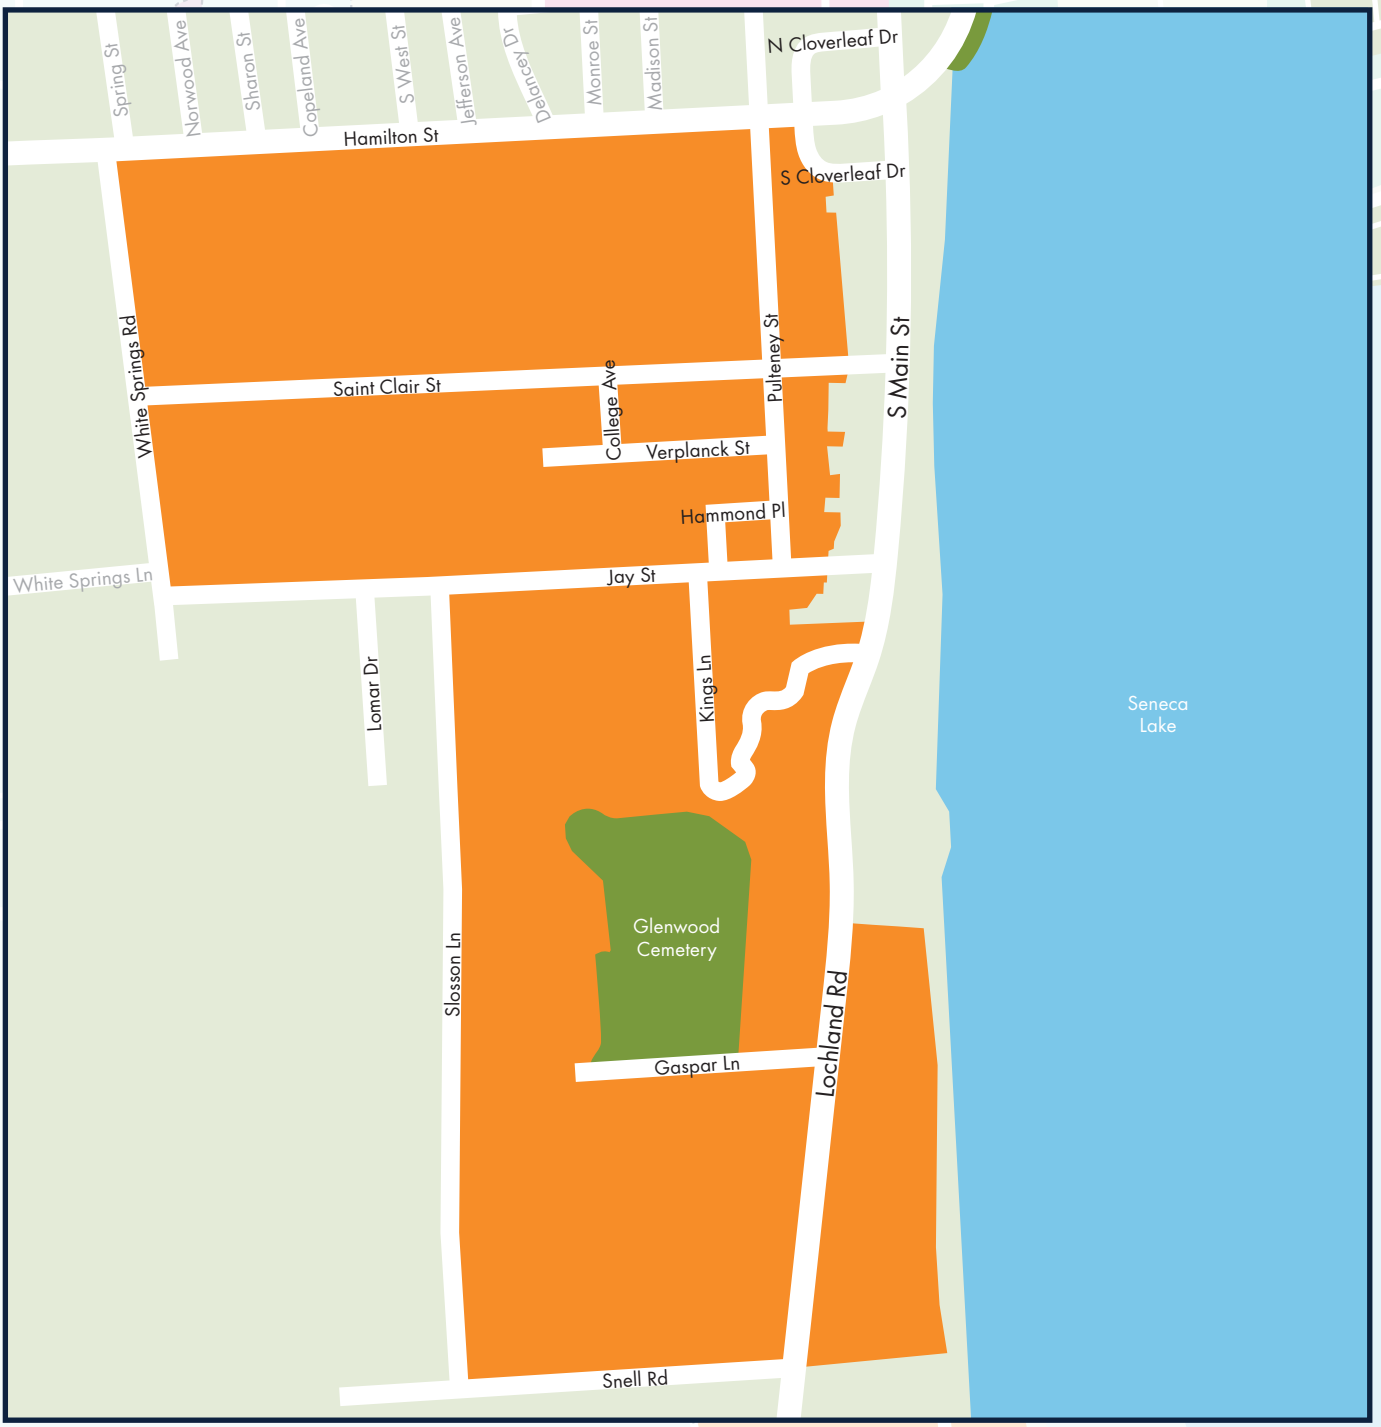 Spring St
Norwood Ave
Sharon St
Copeland Ave
S West St
Jefferson Ave
Delancey Dr
Monroe St
Madison St
N Cloverleaf Dr
Hamilton St
S Cloverleaf Dr
White Springs Rd
Saint Clair St
College Ave
Pulteney St
S Main St
Verplanck St
Hammond Pl
White Springs Ln
Jay St
Lomar Dr
Kings Ln
Seneca
Lake
Glenwood
Cemetery
Slosson Ln
Lochland Rd
Gaspar Ln
Snell Rd